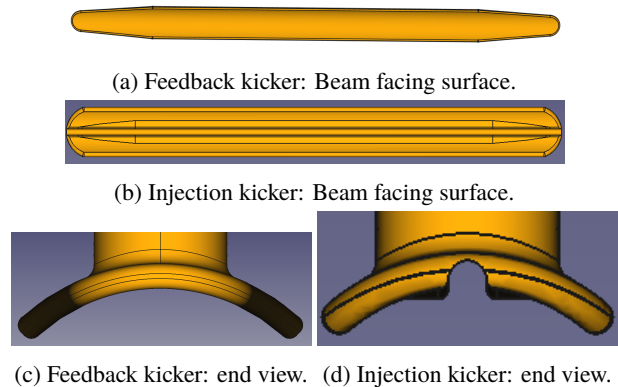 (a) Feedback kicker: Beam facing surface.
(b) Injection kicker: Beam facing surface.
(c) Feedback kicker: end view. (d) Injection kicker: end view.